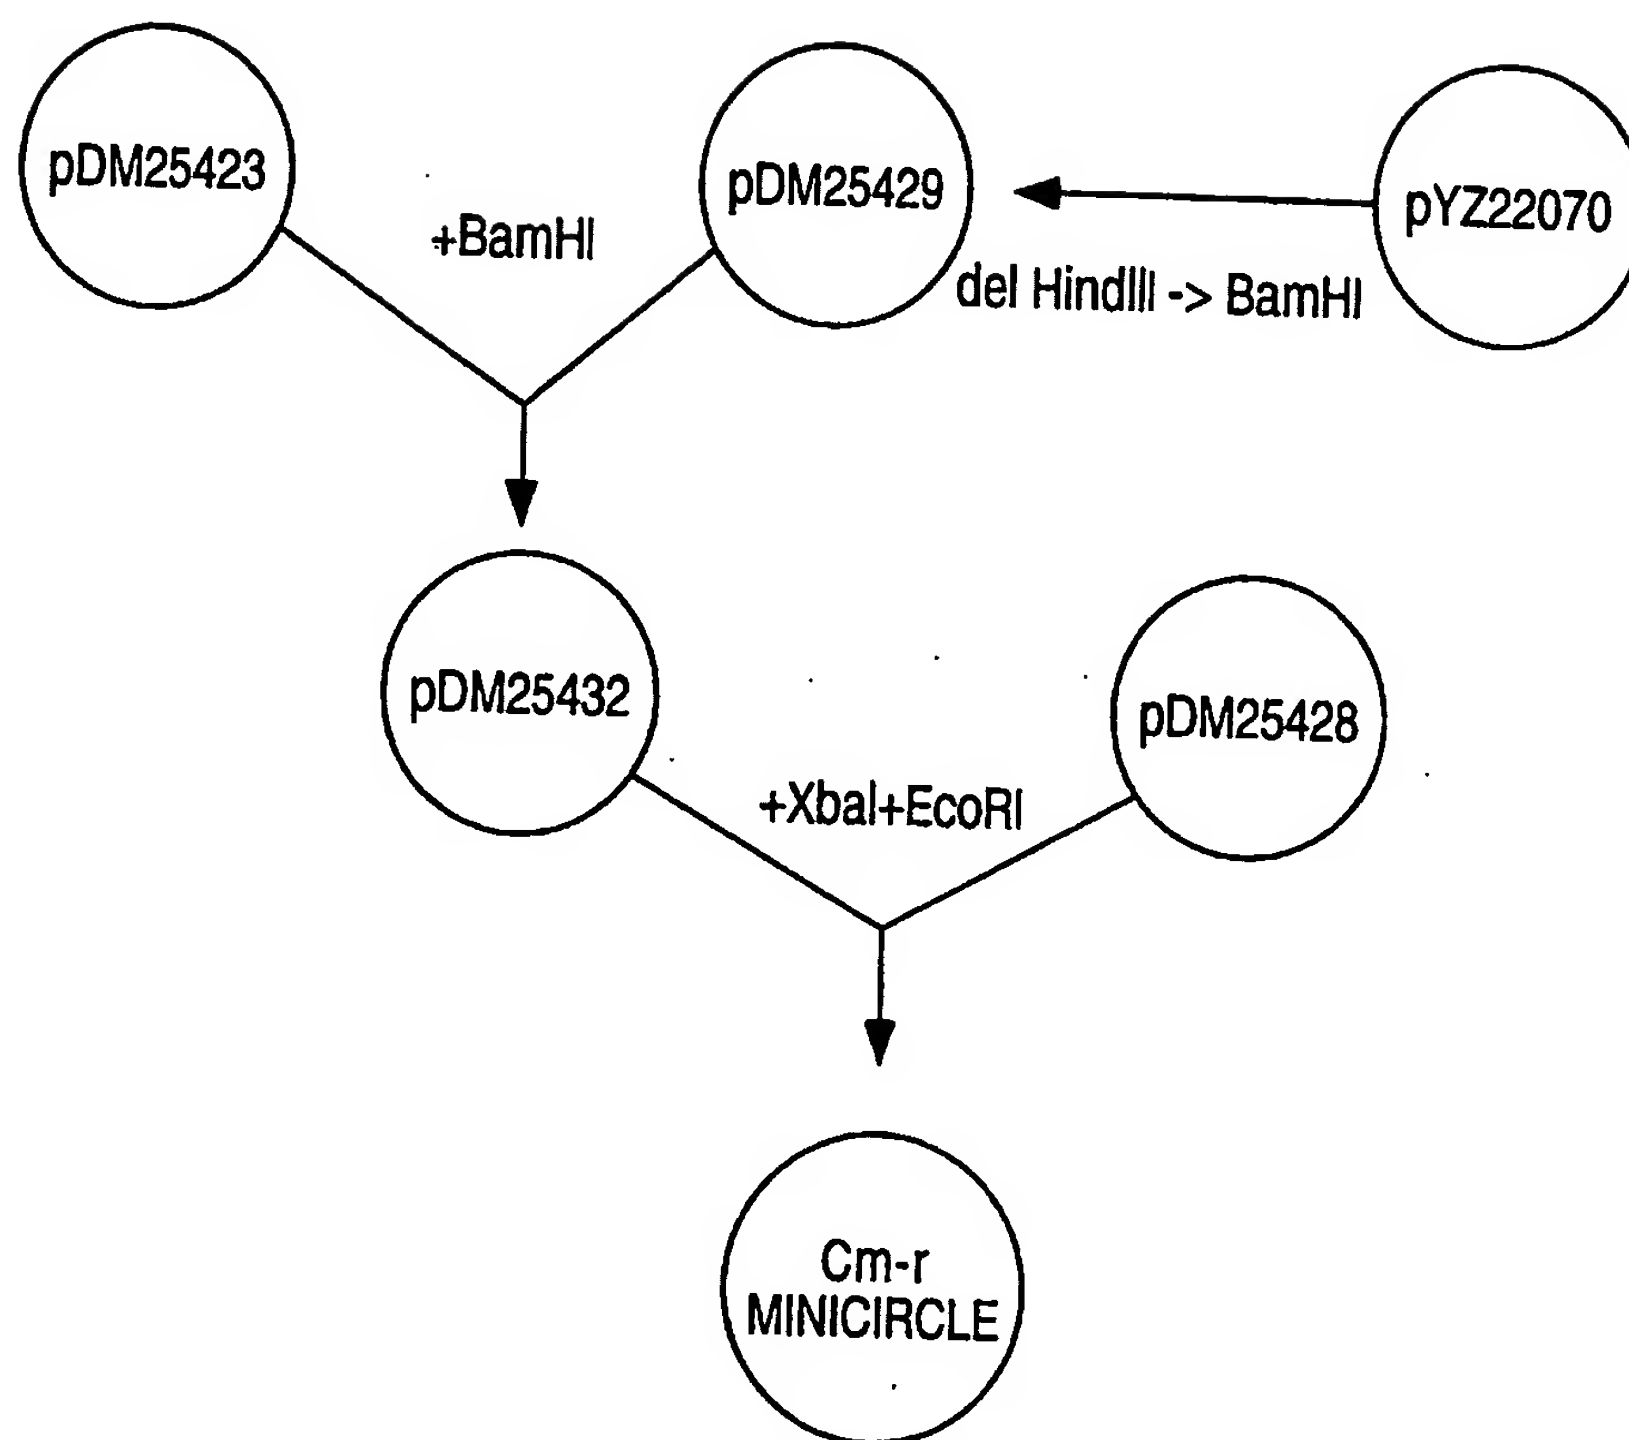 pDM25423
pDM25429
pYZ22070
+BamHI
del HindIII -> BamHI
pDM25432
pDM25428
+XbaI+EcoRI
Cm-r
MINICIRCLE